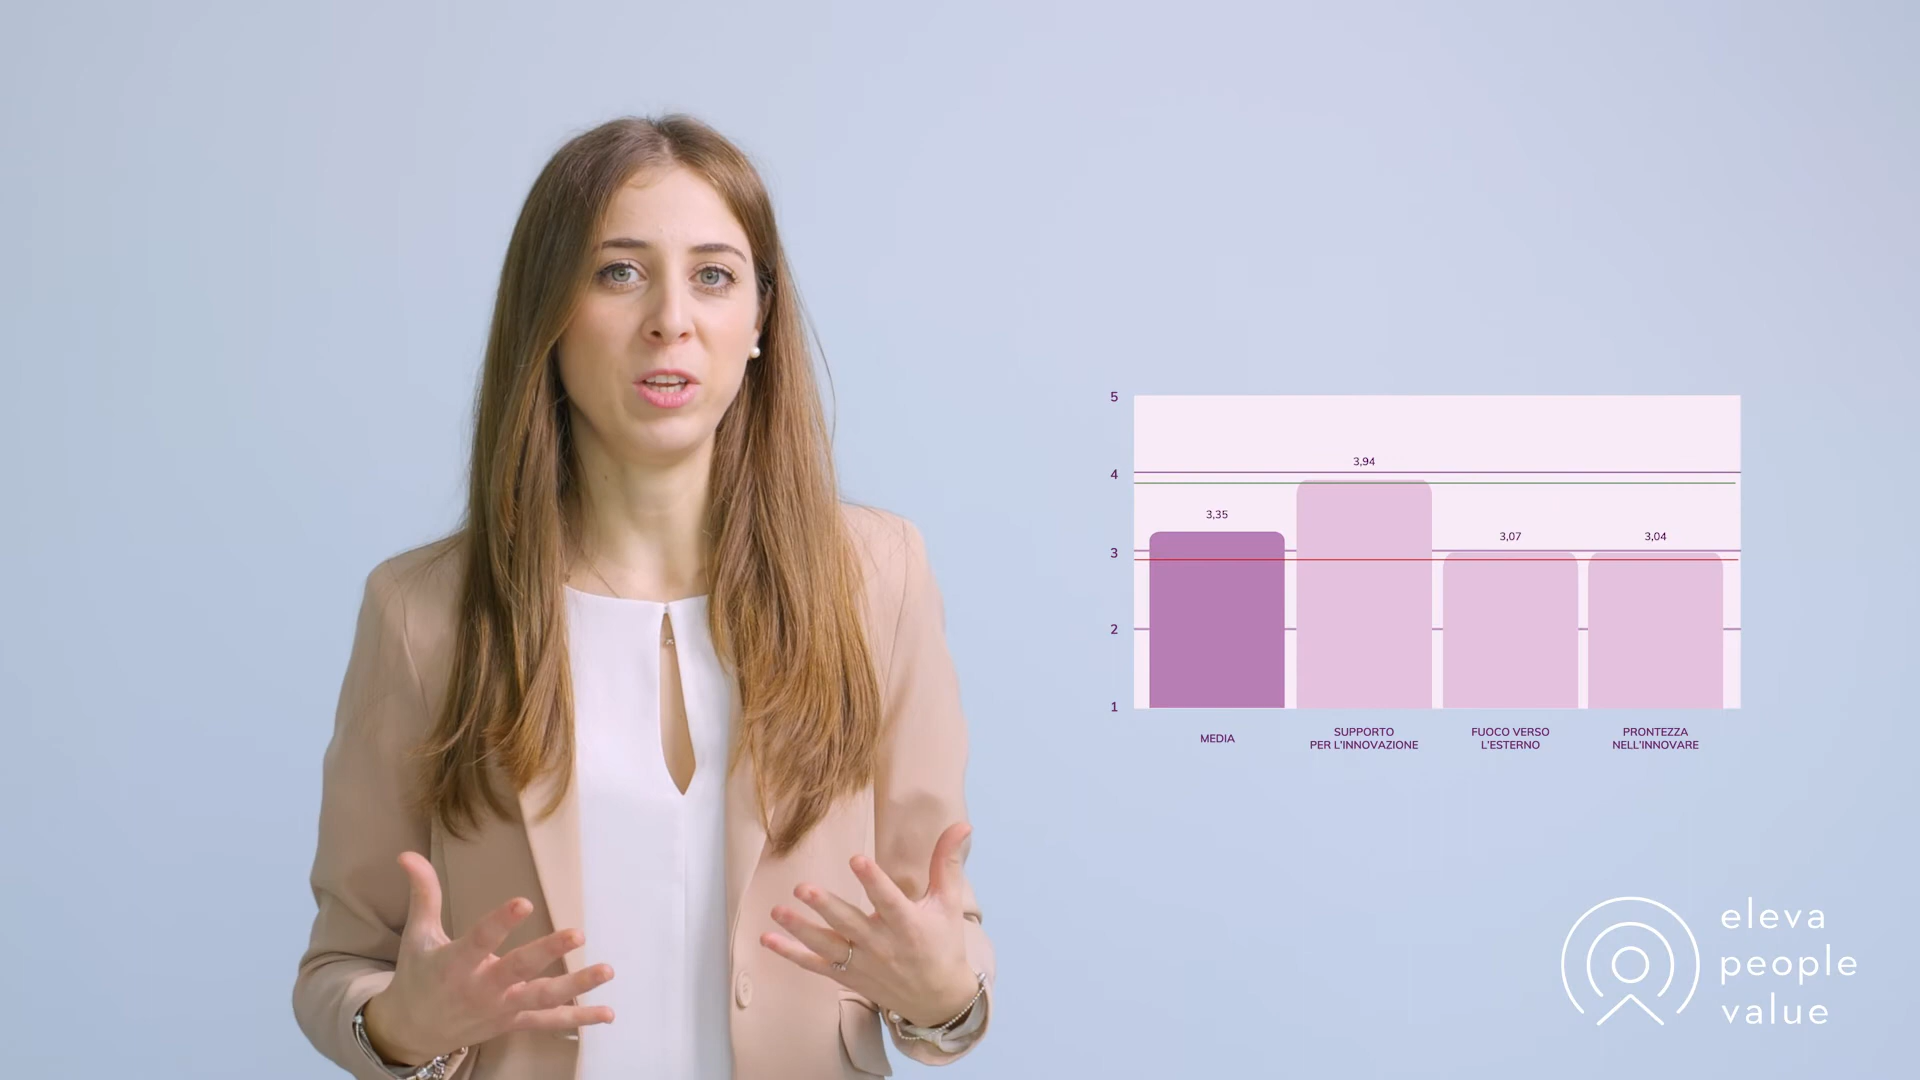 5
4
3
2
1
3,35
3,94
3,07
3,04
MEDIA
SUPPORTO
PER L'INNOVAZIONE
FUOCO VERSO
L'ESTERNO
PRONTEZZA
NELL'INNOVARE
eleva
people
value